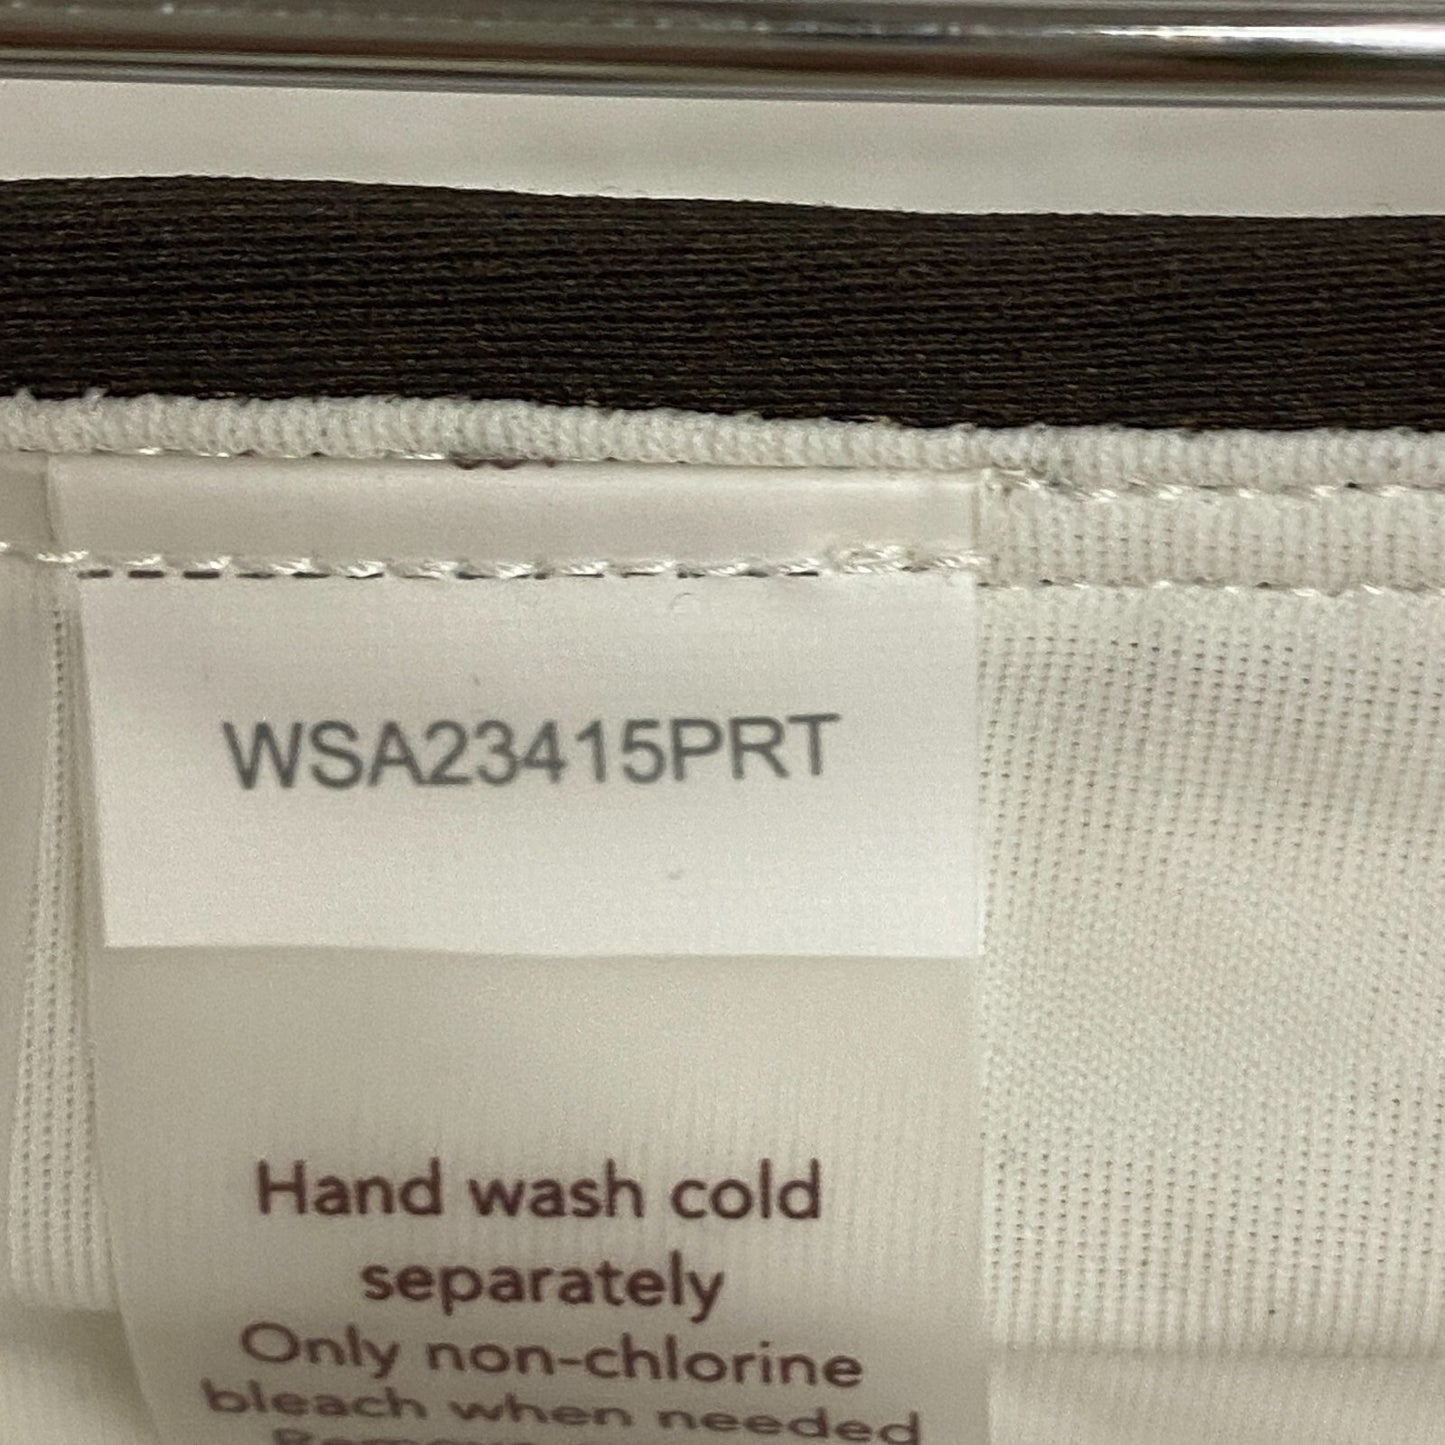 WSA23415PRT
Hand wash cold
separately
Only non-chlorine
bleach when needed